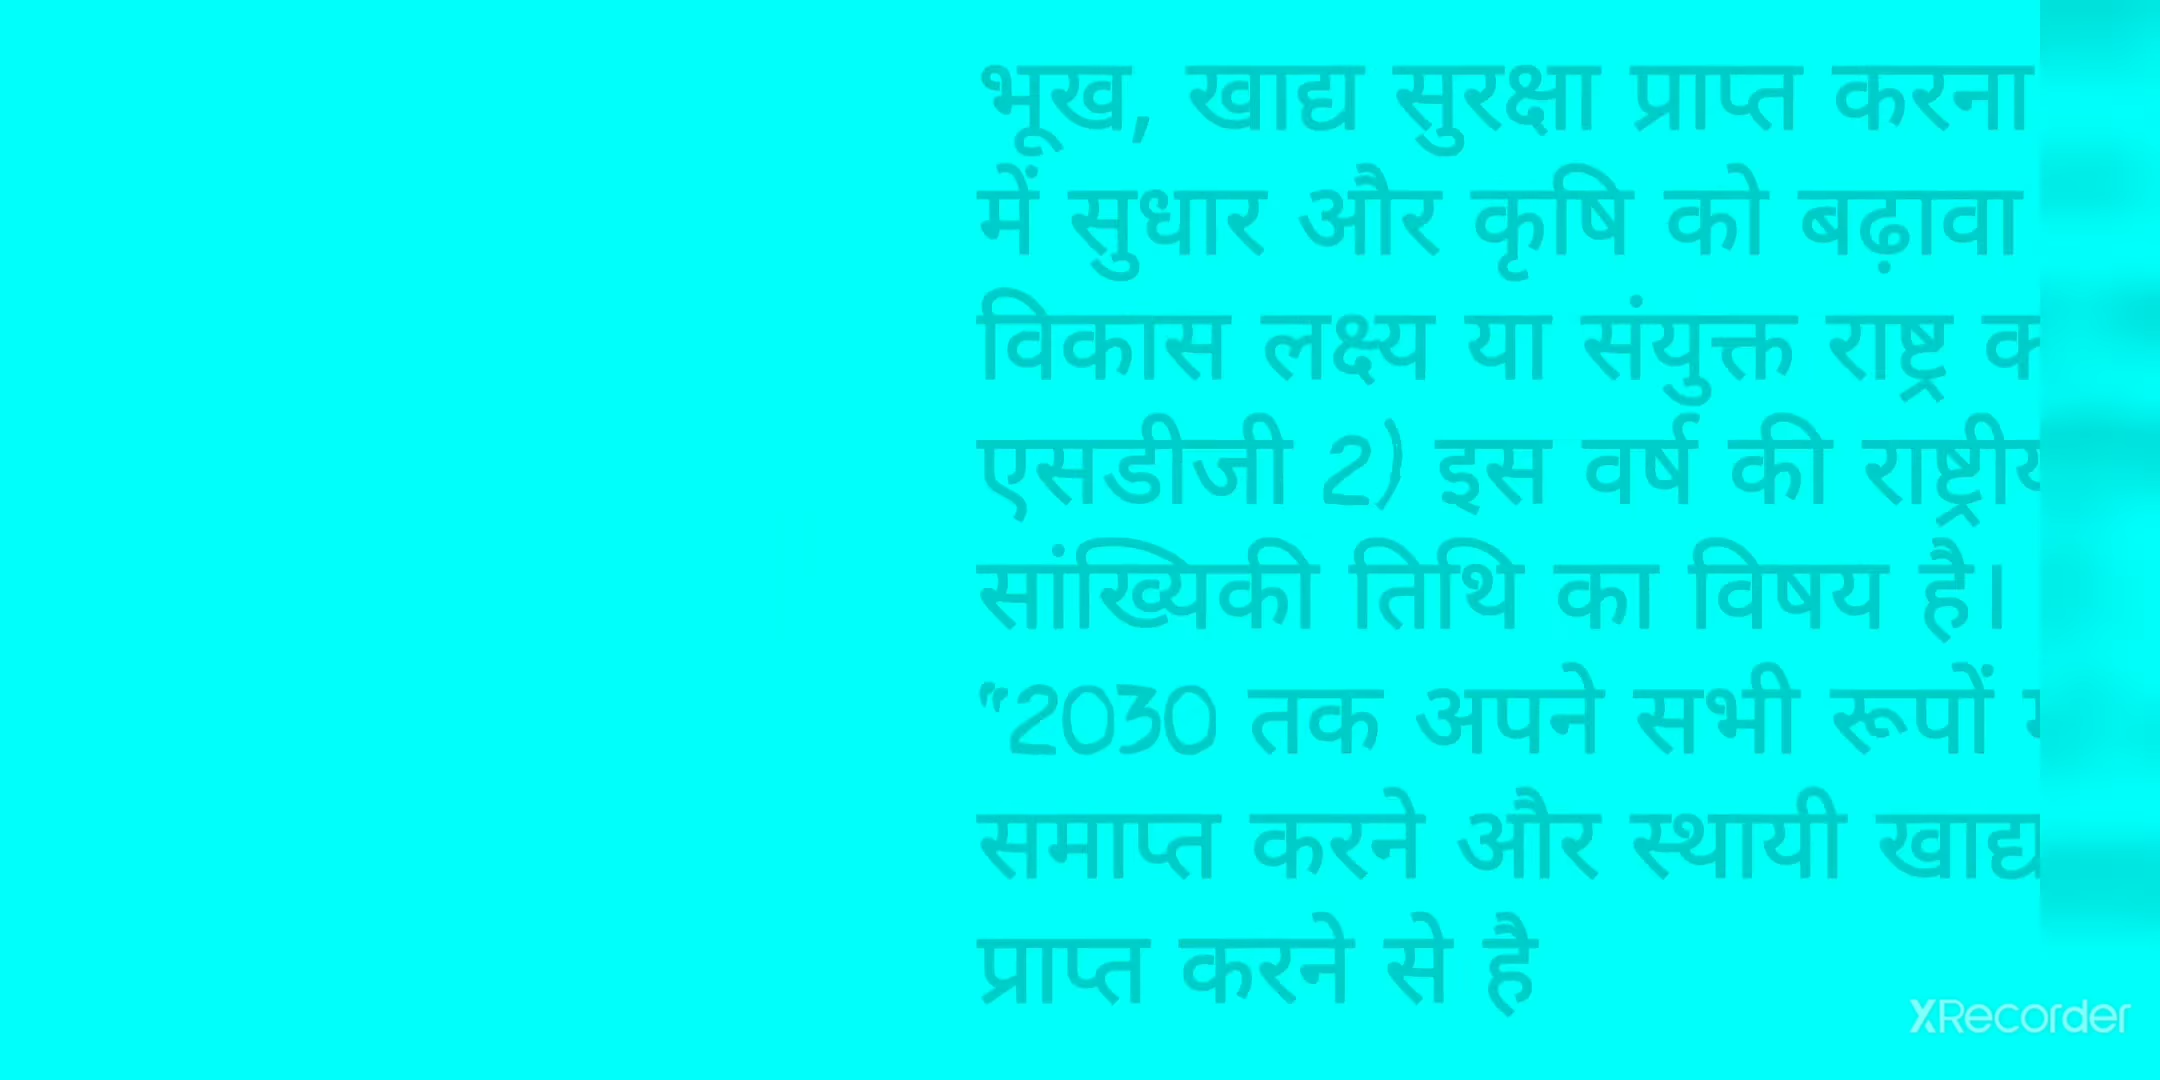 भूख, खाद्य सुरक्षा प्राप्त करना
में सुधार और कृषि को बढ़ावा
विकास लक्ष्य या संयुक्त राष्ट्र
एसडीजी 2) इस वर्ष की
सांख्यिकी तिथि का विषय है।
"2030 तक अपने सभी रूपों
समाप्त करने और स्थायी खाद्य
प्राप्त करने से है
XRecorder